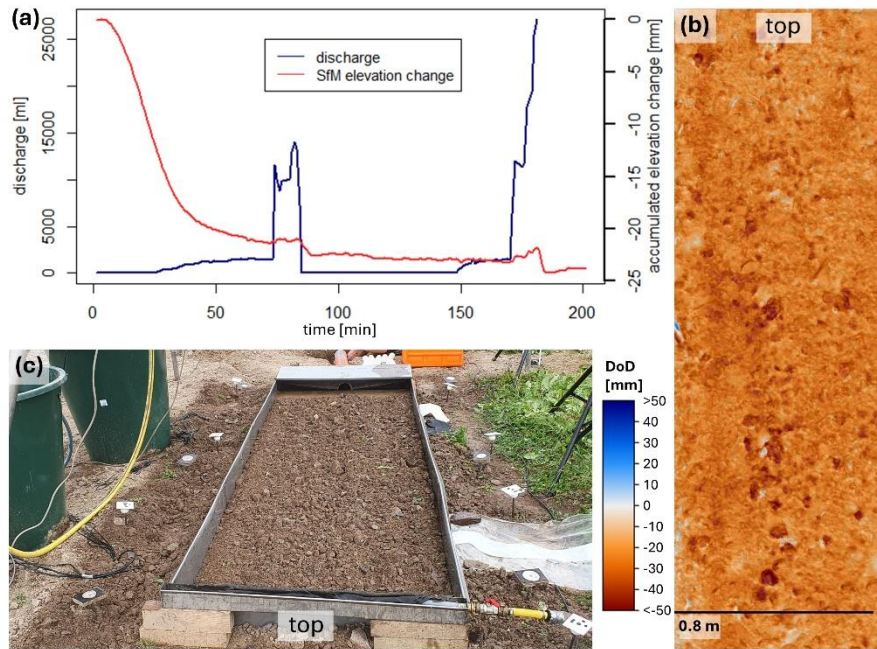 (a)
discharge
SfM elevation change
discharge [ml]
0
5000
15000
25000
accumulated elevation change [mm]
0
-5
-10
-15
-20
-25
0
50
100
150
200
time [min]
(b)
top
0.8 m
(c)
top
DoD
[mm]
>50
40
30
20
10
0
-10
-20
-30
-40
<-50